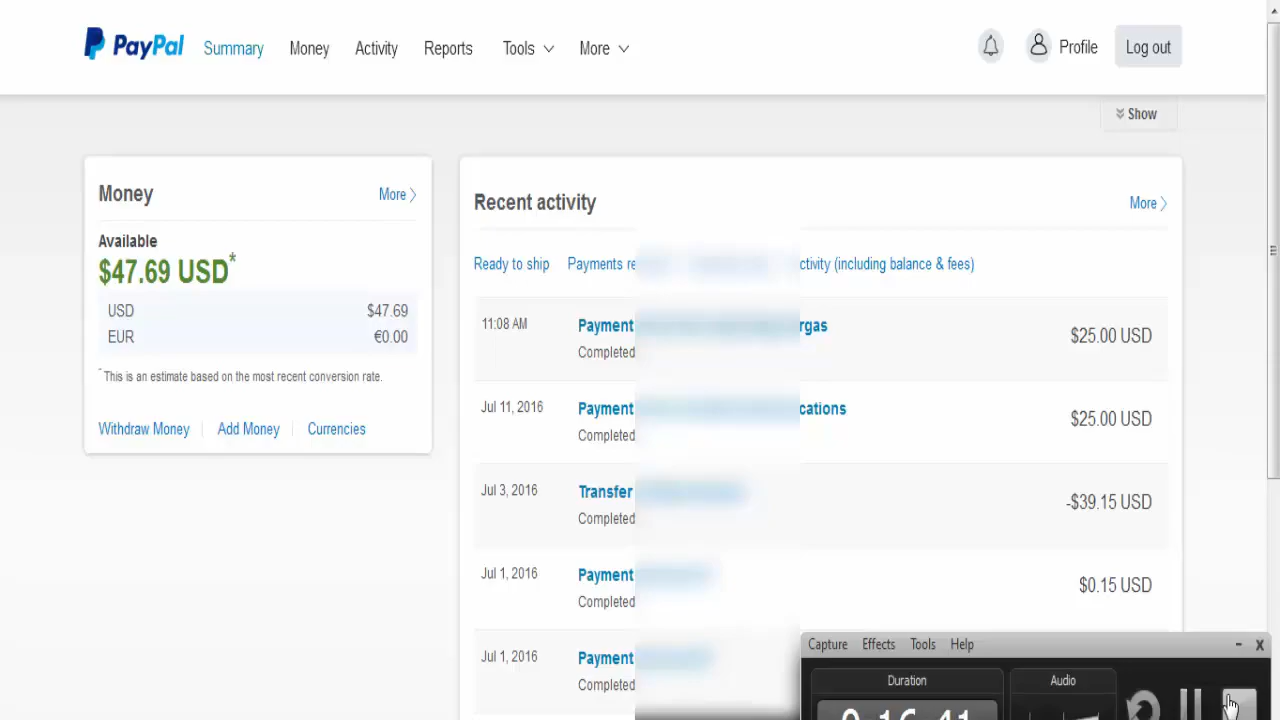 PayPal Summary Money Activity Reports Tools More Profile Log out
Show
Money More
Available
$47.69 USD*
USD $47.69
EUR €0.00
* This is an estimate based on the most recent conversion rate.
Withdraw Money Add Money Currencies
Recent activity More
Ready to ship Payments (including balance & fees)
11:08 AM Payment $25.00 USD
Completed
Jul 11, 2016 Payment $25.00 USD
Completed
Jul 3, 2016 Transfer -$39.15 USD
Completed
Jul 1, 2016 Payment $0.15 USD
Completed
Jul 1, 2016 Payment
Completed
Capture Effects Tools Help
Duration Audio